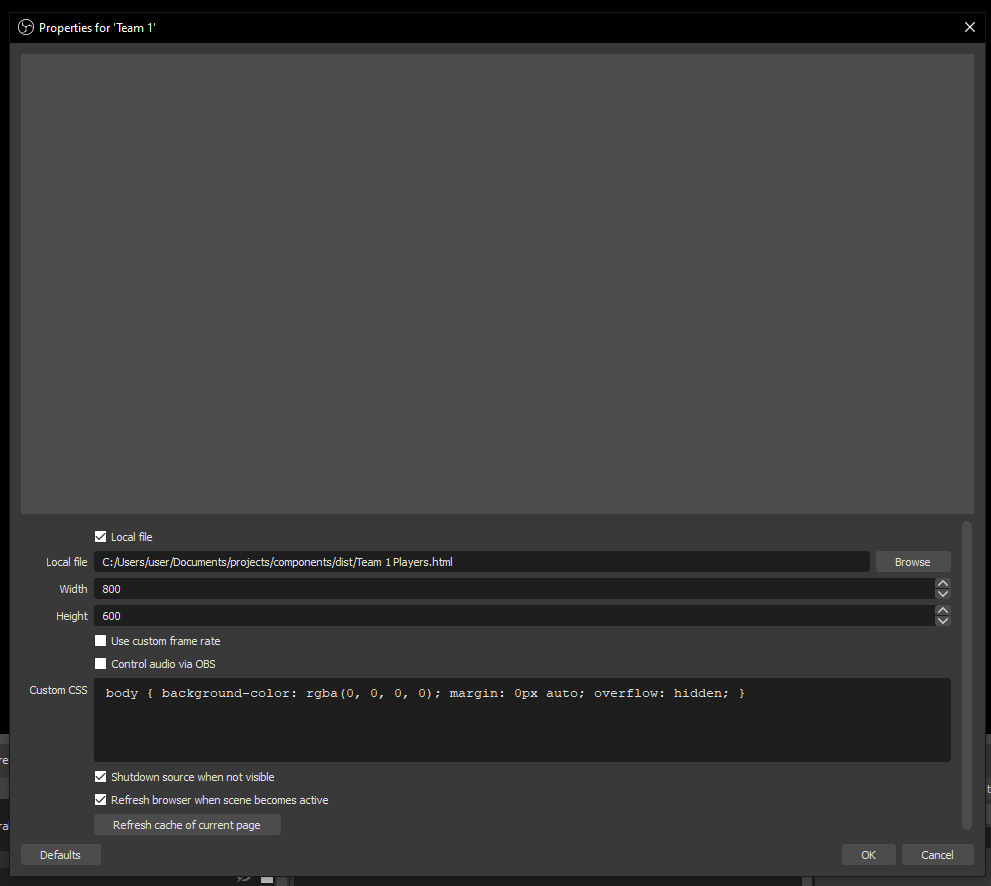 Properties for 'Team 1'
Local file
Local file C:/Users/user/Documents/projects/components/dist/Team 1 Players.html Browse
Width 800
Height 600
Use custom frame rate
Control audio via OBS
Custom CSS body { background-color: rgba(0, 0, 0, 0); margin: 0px auto; overflow: hidden; }
Shutdown source when not visible
Refresh browser when scene becomes active
Refresh cache of current page
Defaults OK Cancel